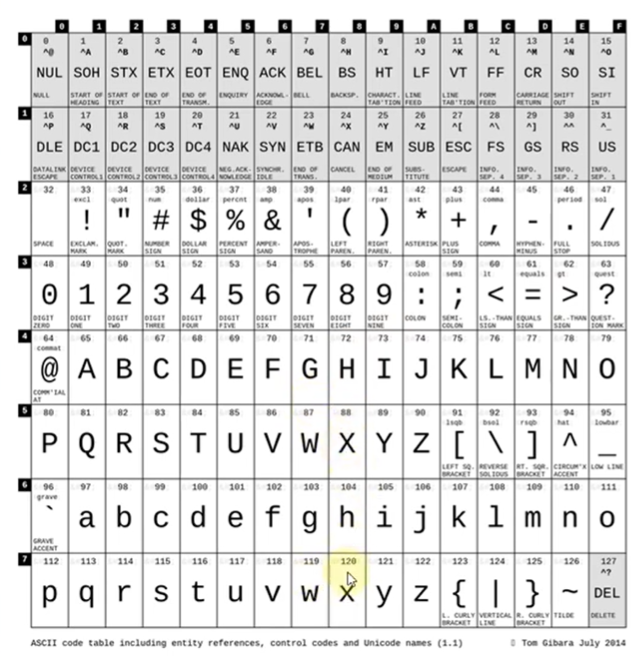 0 1 2 3 4 5 6 7 8 9 A B C D E F
0
0 1 2 3 4 5 6 7 8 9 10 11 12 13 14 15
^@ ^A ^B ^C ^D ^E ^F ^G ^H ^I ^J ^K ^L ^M ^N ^O
NUL SOH STX ETX EOT ENQ ACK BEL BS HT LF VT FF CR SO SI
NULL START OF START OF END OF END OF ENQUIRY ACKNOWL- BELL BACKSP. CHARACT. LINE LINE FORM CARRIAGE SHIFT SHIFT
HEADING TEXT TEXT TRANSM. EDGE TAB'TION FEED TAB'TION FEED RETURN OUT IN
1
16 17 18 19 20 21 22 23 24 25 26 27 28 29 30 31
^P ^Q ^R ^S ^T ^U ^V ^W ^X ^Y ^Z ^[ ^\ ^] ^^ ^_
DLE DC1 DC2 DC3 DC4 NAK SYN ETB CAN EM SUB ESC FS GS RS US
DATALINK DEVICE DEVICE DEVICE DEVICE NEG.ACK- SYNCHR. END OF CANCEL END OF SUBS- ESCAPE INFO. INFO. INFO. INFO.
ESCAPE CONTROL1 CONTROL2 CONTROL3 CONTROL4 NOWLEDGE IDLE TRANS. MEDIUM TITUTE SEP. 4 SEP. 3 SEP. 2 SEP. 1
2
32 33 34 35 36 37 38 39 40 41 42 43 44 45 46 47
excl quot num dollar percnt amp apos lpar rpar ast plus comma period sol
! " # $ % & ' ( ) * + , - . /
SPACE EXCLAM. QUOT. NUMBER DOLLAR PERCENT AMPER- APOS- LEFT RIGHT ASTERISK PLUS COMMA HYPHEN- FULL SOLIDUS
MARK MARK SIGN SIGN SIGN SAND TROPHE PAREN. PAREN. SIGN MINUS STOP
3
48 49 50 51 52 53 54 55 56 57 58 59 60 61 62 63
colon semi lt equals gt quest
0 1 2 3 4 5 6 7 8 9 : ; < = > ?
DIGIT DIGIT DIGIT DIGIT DIGIT DIGIT DIGIT DIGIT DIGIT DIGIT COLON SEMI- LS.-THAN EQUALS GR.-THAN QUEST-
ZERO ONE TWO THREE FOUR FIVE SIX SEVEN EIGHT NINE COLON SIGN SIGN SIGN ION MARK
4
64 65 66 67 68 69 70 71 72 73 74 75 76 77 78 79
commat
@ A B C D E F G H I J K L M N O
COMM'IAL
AT
5
80 81 82 83 84 85 86 87 88 89 90 91 92 93 94 95
lsqb bsol rsqb hat lowbar
P Q R S T U V W X Y Z [ \ ] ^ _
LEFT SQ. REVERSE RT. SQR. CIRCUM'X LOW LINE
BRACKET SOLIDUS BRACKET ACCENT
6
96 97 98 99 100 101 102 103 104 105 106 107 108 109 110 111
grave
` a b c d e f g h i j k l m n o
GRAVE
ACCENT
7
112 113 114 115 116 117 118 119 120 121 122 123 124 125 126 127
^?
p q r s t u v w x y z { | } ~ DEL
L. CURLY VERTICAL R. CURLY TILDE DELETE
BRACKET LINE BRACKET
ASCII code table including entity references, control codes and Unicode names (1.1) Tom Gibara July 2014